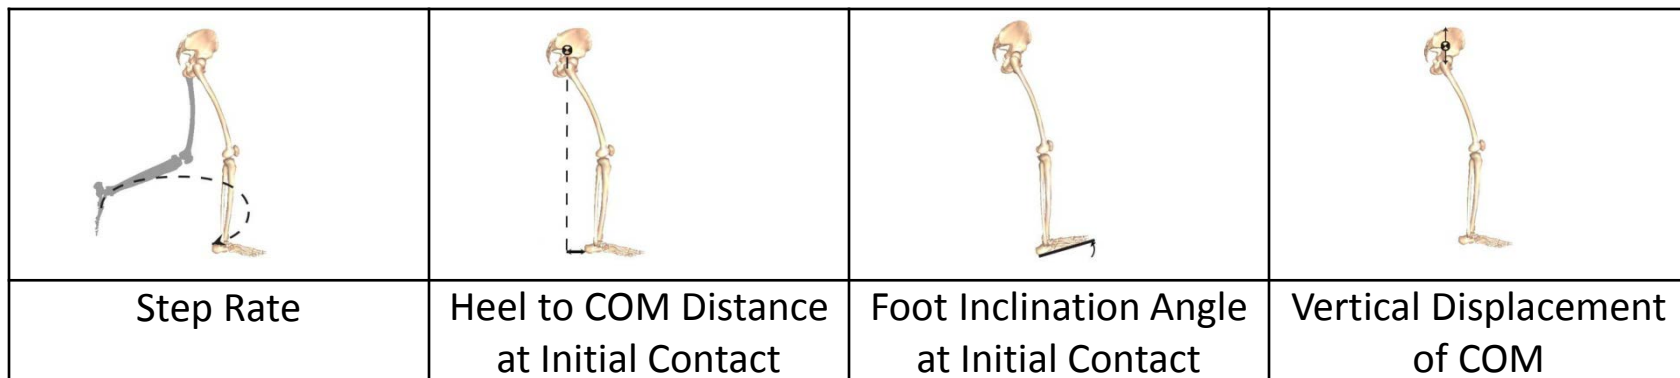 Step Rate
Heel to COM Distance
at Initial Contact
Foot Inclination Angle
at Initial Contact
Vertical Displacement
of COM